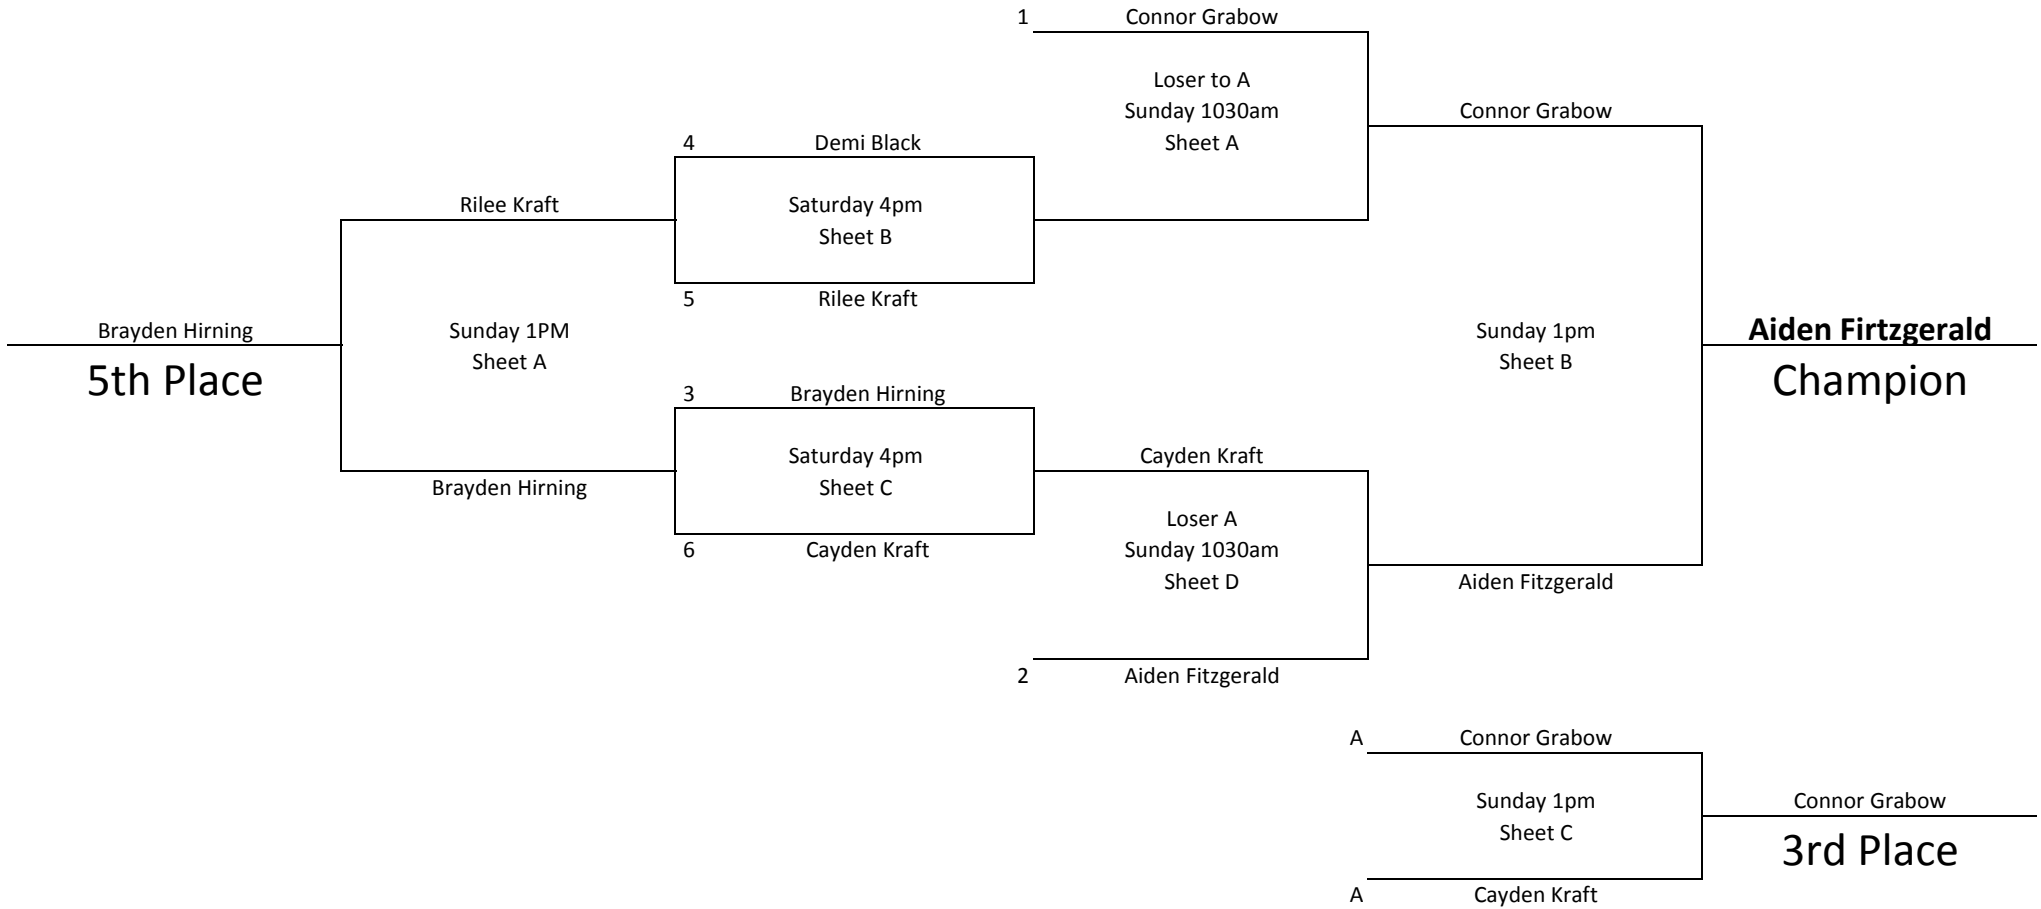 1 Connor Grabow
Loser to A
Sunday 1030am
Sheet A
Connor Grabow
4 Demi Black
Saturday 4pm
Sheet B
5 Rilee Kraft
Rilee Kraft
Sunday 1PM
Sheet A
Brayden Hirning
Brayden Hirning
5th Place
3 Brayden Hirning
Saturday 4pm
Sheet C
6 Cayden Kraft
Cayden Kraft
Loser A
Sunday 1030am
Sheet D
2 Aiden Fitzgerald
Aiden Fitzgerald
Sunday 1pm
Sheet B
Aiden Firtzgerald
Champion
A Connor Grabow
Sunday 1pm
Sheet C
A Cayden Kraft
Connor Grabow
3rd Place